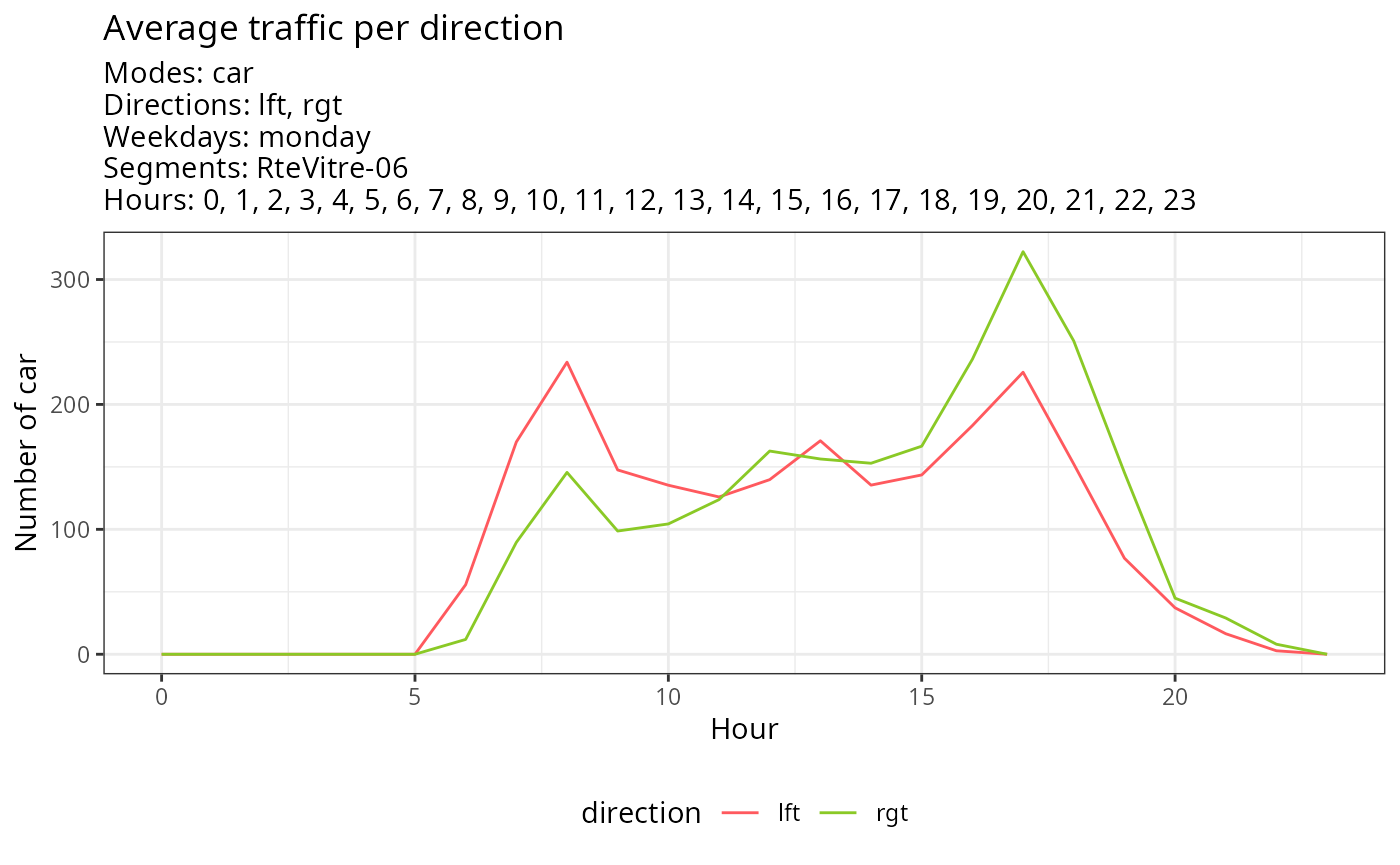 Average traffic per direction
Modes: car
Directions: lft, rgt
Weekdays: monday
Segments: RteVitre-06
Hours: 0, 1, 2, 3, 4, 5, 6, 7, 8, 9, 10, 11, 12, 13, 14, 15, 16, 17, 18, 19, 20, 21, 22, 23
Number of car
300
200
100
0
0 5 10 15 20
Hour
direction lft rgt